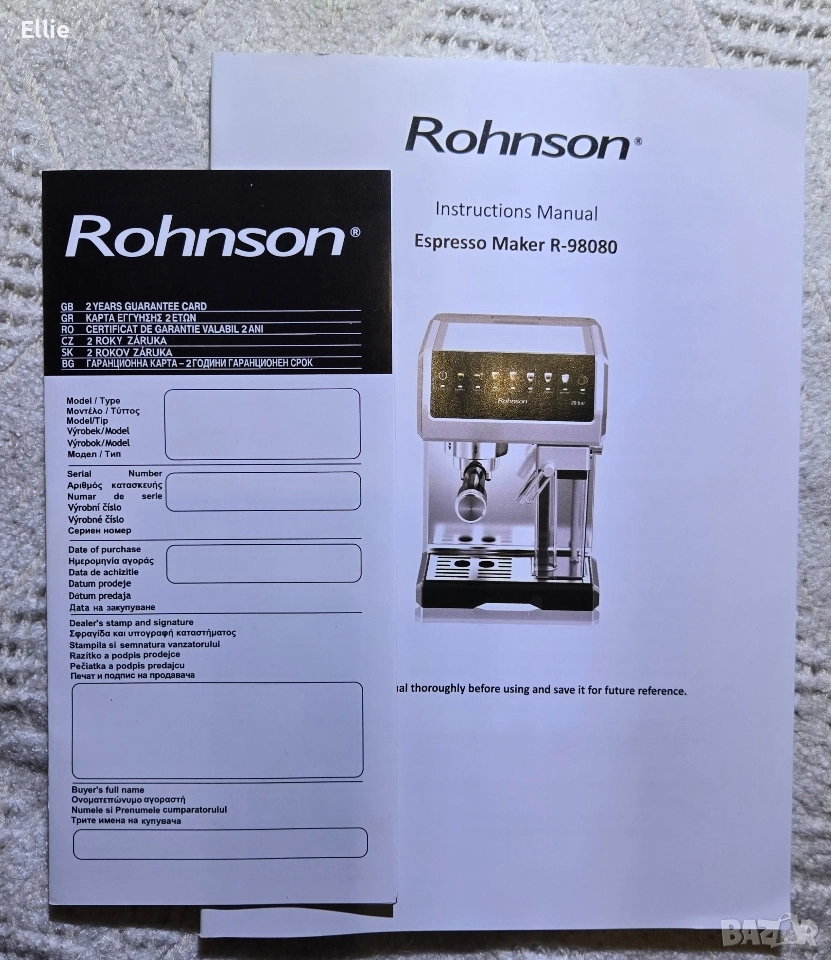 Ellie
Rohnson®
Instructions Manual
Espresso Maker R-98080
Rohnson
20 bar
thoroughly before using and save it for future reference.
Rohnson®
GB 2 YEARS GUARANTEE CARD
GR ΚΑΡΤΑ ΕΓΓΥΗΣΗΣ 2 ΕΤΩΝ
RO CERTIFICAT DE GARANTIE VALABIL 2 ANI
CZ 2 ROKY ZÁRUKA
SK 2 ROKOV ZÁRUKA
BG ГАРАНЦИОННА КАРТА – 2 ГОДИНИ ГАРАНЦИОНЕН СРОК
Model / Type
Μοντέλο / Τύπος
Model/Tip
Výrobek/Model
Výrobok/Model
Модел / Тип
Serial Number
Αριθμός κατασκευής
Numar de serie
Výrobní číslo
Výrobné číslo
Сериен номер
Date of purchase
Ημερομηνία αγοράς
Data de achizitie
Datum prodeje
Dátum predaja
Дата на закупуване
Dealer's stamp and signature
Σφραγίδα και υπογραφή καταστήματος
Stampila si semnatura vanzatorului
Razítko a podpis prodejce
Pečiatka a podpis predajcu
Печат и подпис на продавача
Buyer's full name
Ονοματεπώνυμο αγοραστή
Numele si Prenumele cumparatorului
Трите имена на купувача
BAZAR